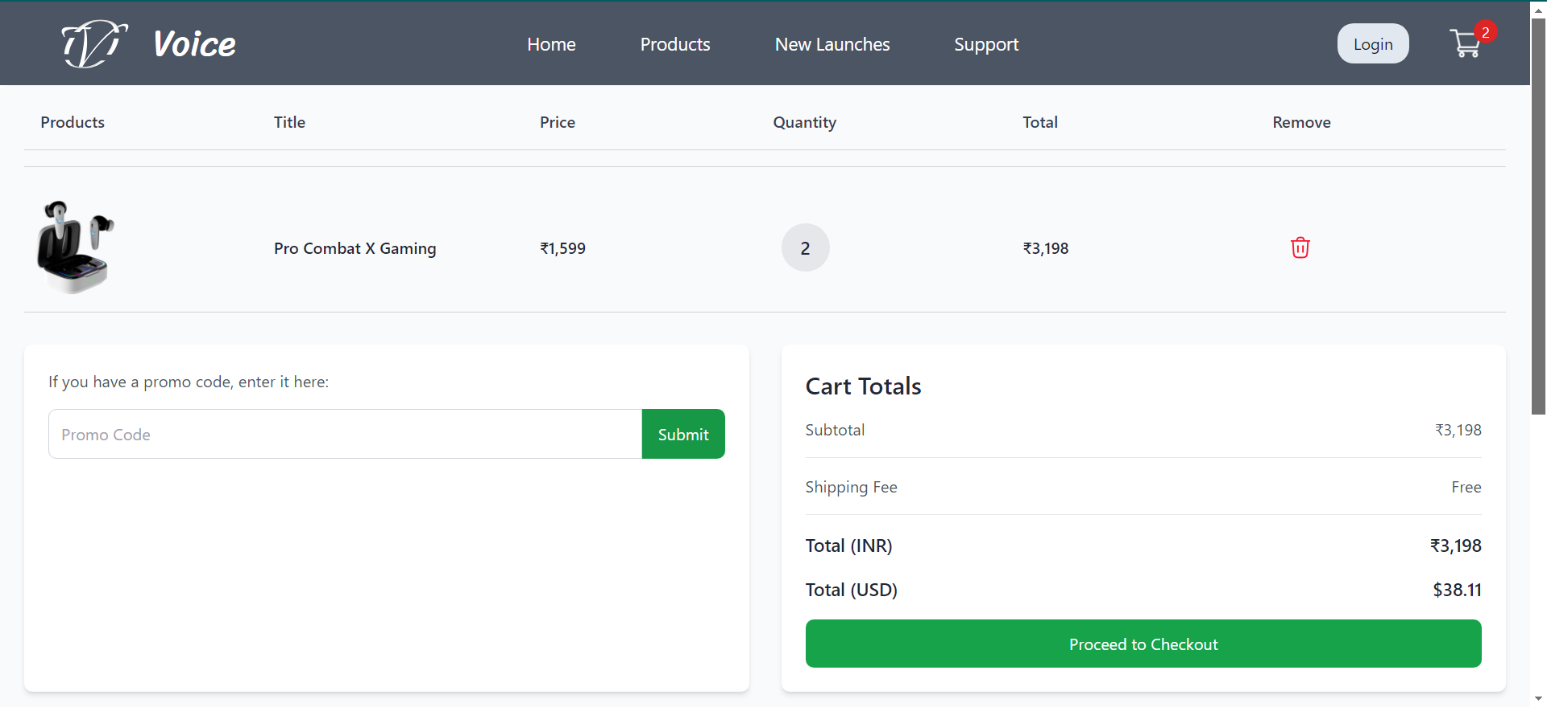 Voice Home Products New Launches Support Login 2
Products Title Price Quantity Total Remove
Pro Combat X Gaming ₹1,599 2 ₹3,198
If you have a promo code, enter it here:
Promo Code Submit
Cart Totals
Subtotal ₹3,198
Shipping Fee Free
Total (INR) ₹3,198
Total (USD) $38.11
Proceed to Checkout